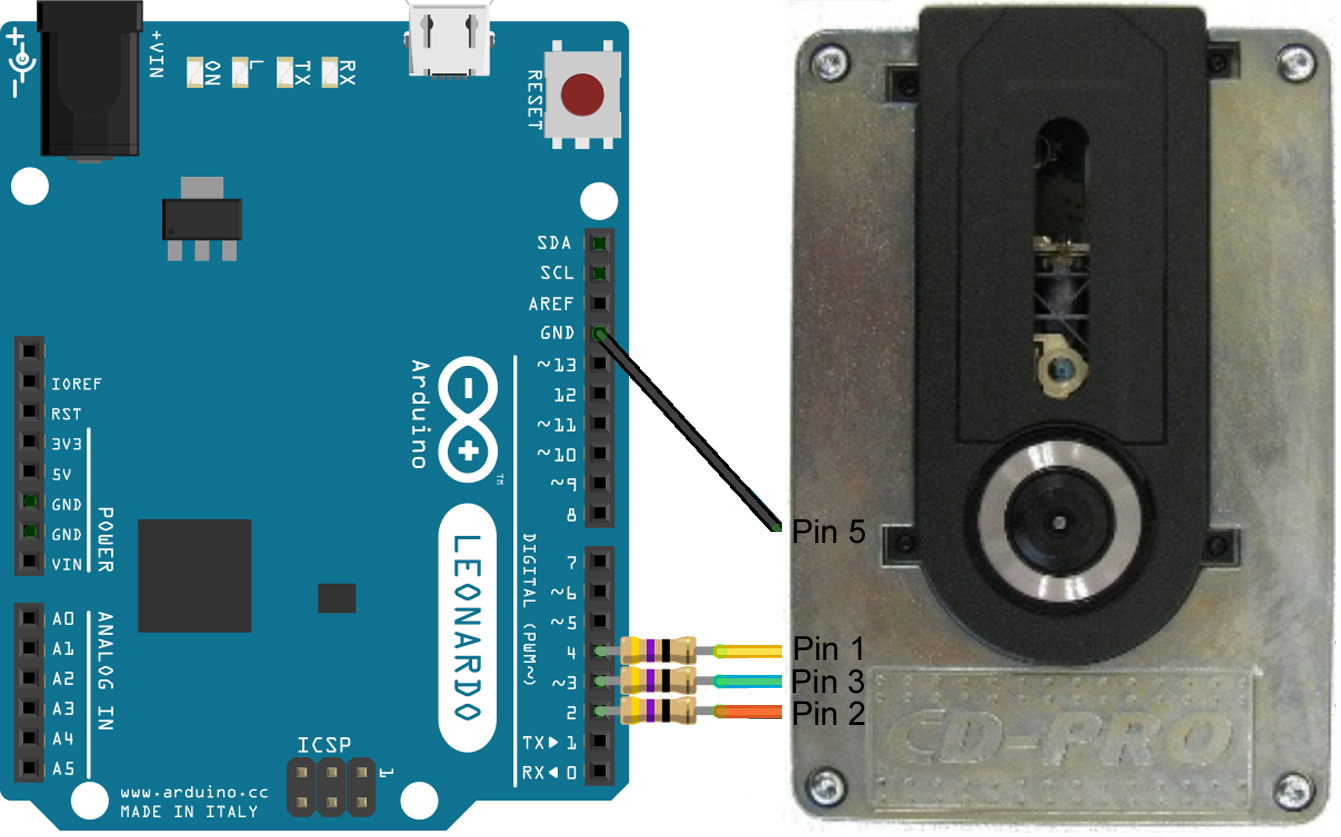 +
-
+VIN
ON
L
TX
RX
RESET
SDA
SCL
AREF
GND
~13
12
~11
~10
~9
8
IOREF
RST
3V3
5V
GND
GND
VIN
POWER
Arduino
TM
LEONARDO
DIGITAL (PWM~)
7
~6
~5
4
~3
2
TX▶ 1
RX◀ 0
A0
A1
A2
A3
A4
A5
ANALOG IN
ICSP
1
www.arduino.cc
MADE IN ITALY
Pin 5
Pin 1
Pin 3
Pin 2
CD-PRO